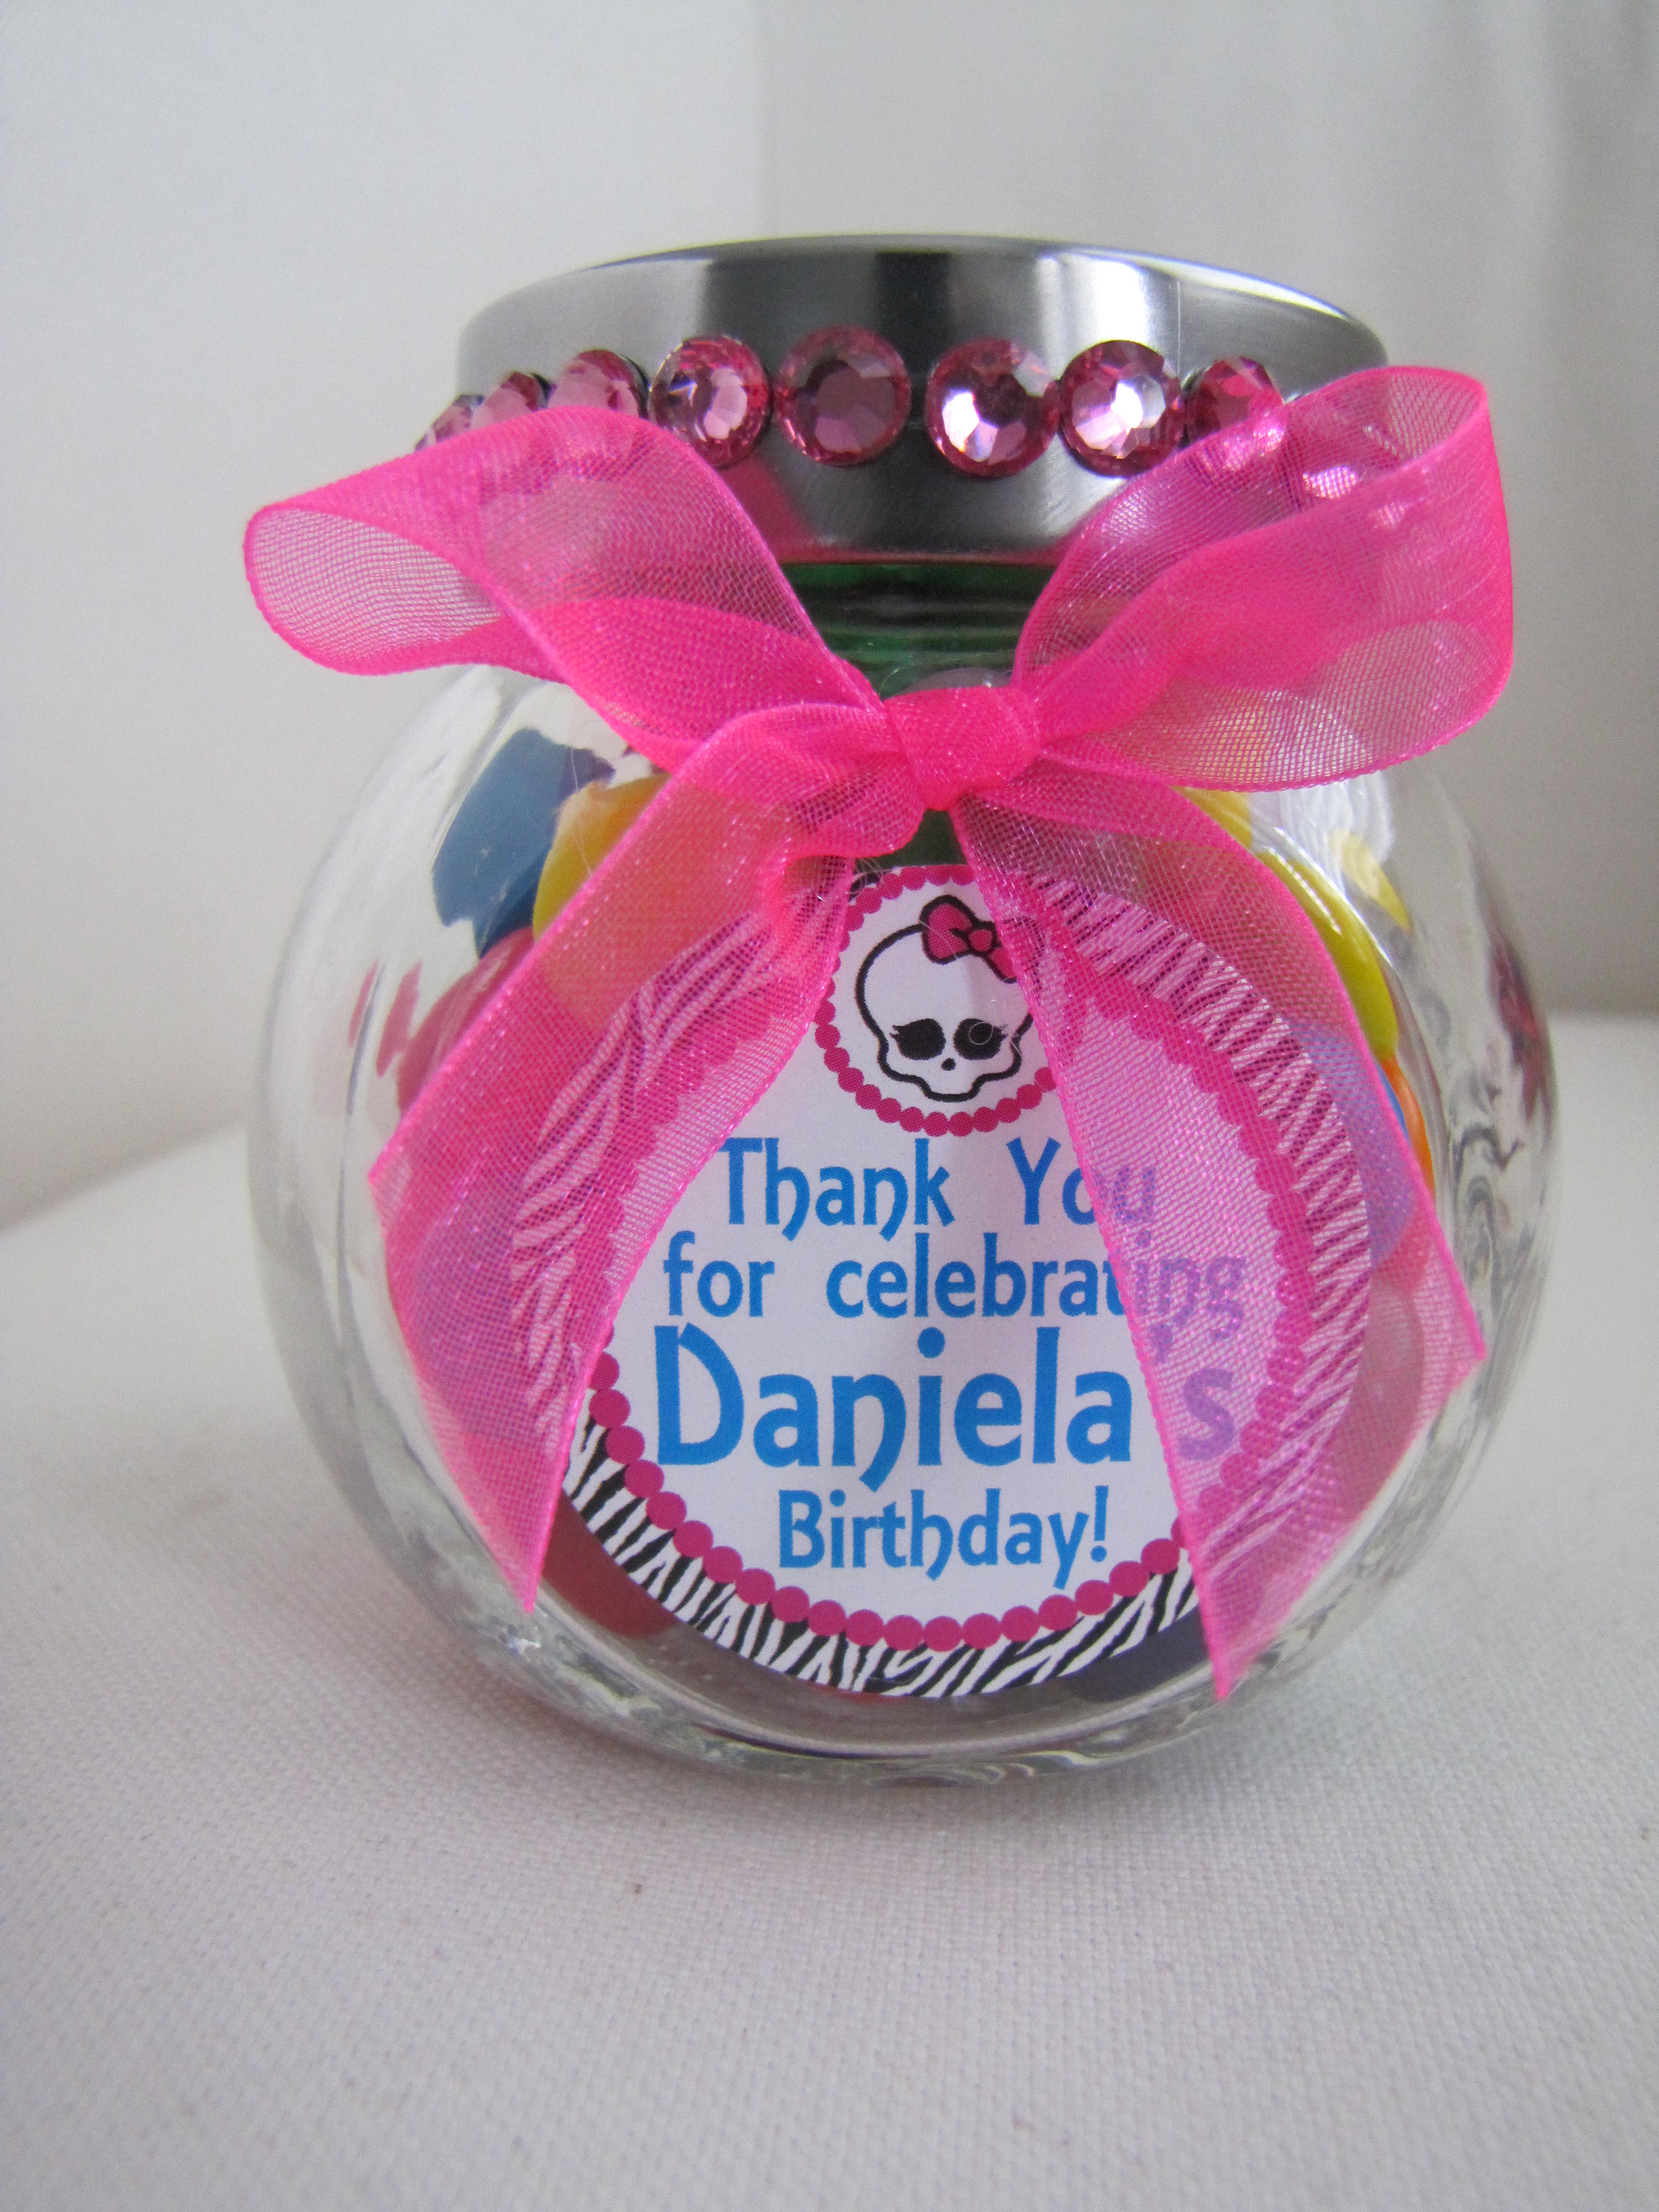 Thank You
for celebrating
Daniela's
Birthday!